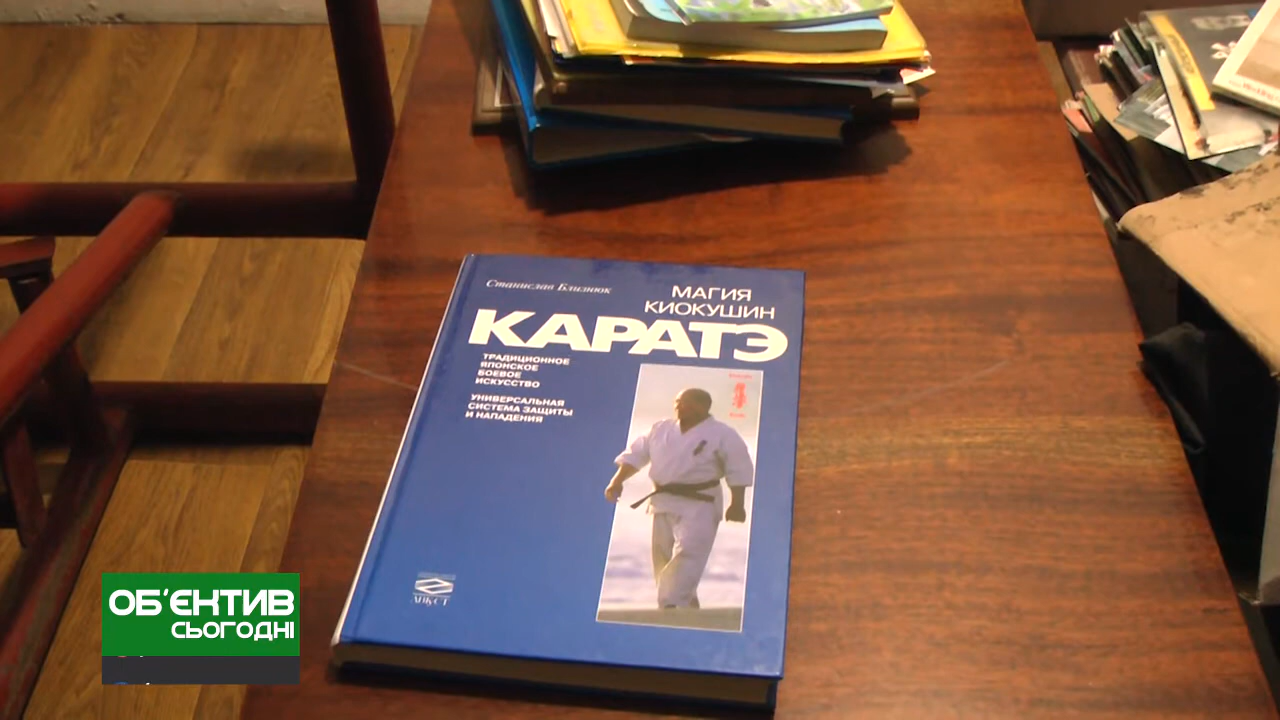 Станислав Близнюк
МАГИЯ
КИОКУШИН
КАРАТЭ
ТРАДИЦИОННОЕ
ЯПОНСКОЕ
БОЕВОЕ
ИСКУССТВО
УНИВЕРСАЛЬНАЯ
СИСТЕМА ЗАЩИТЫ
И НАПАДЕНИЯ
ОБ'ЄКТИВ
СЬОГОДНІ